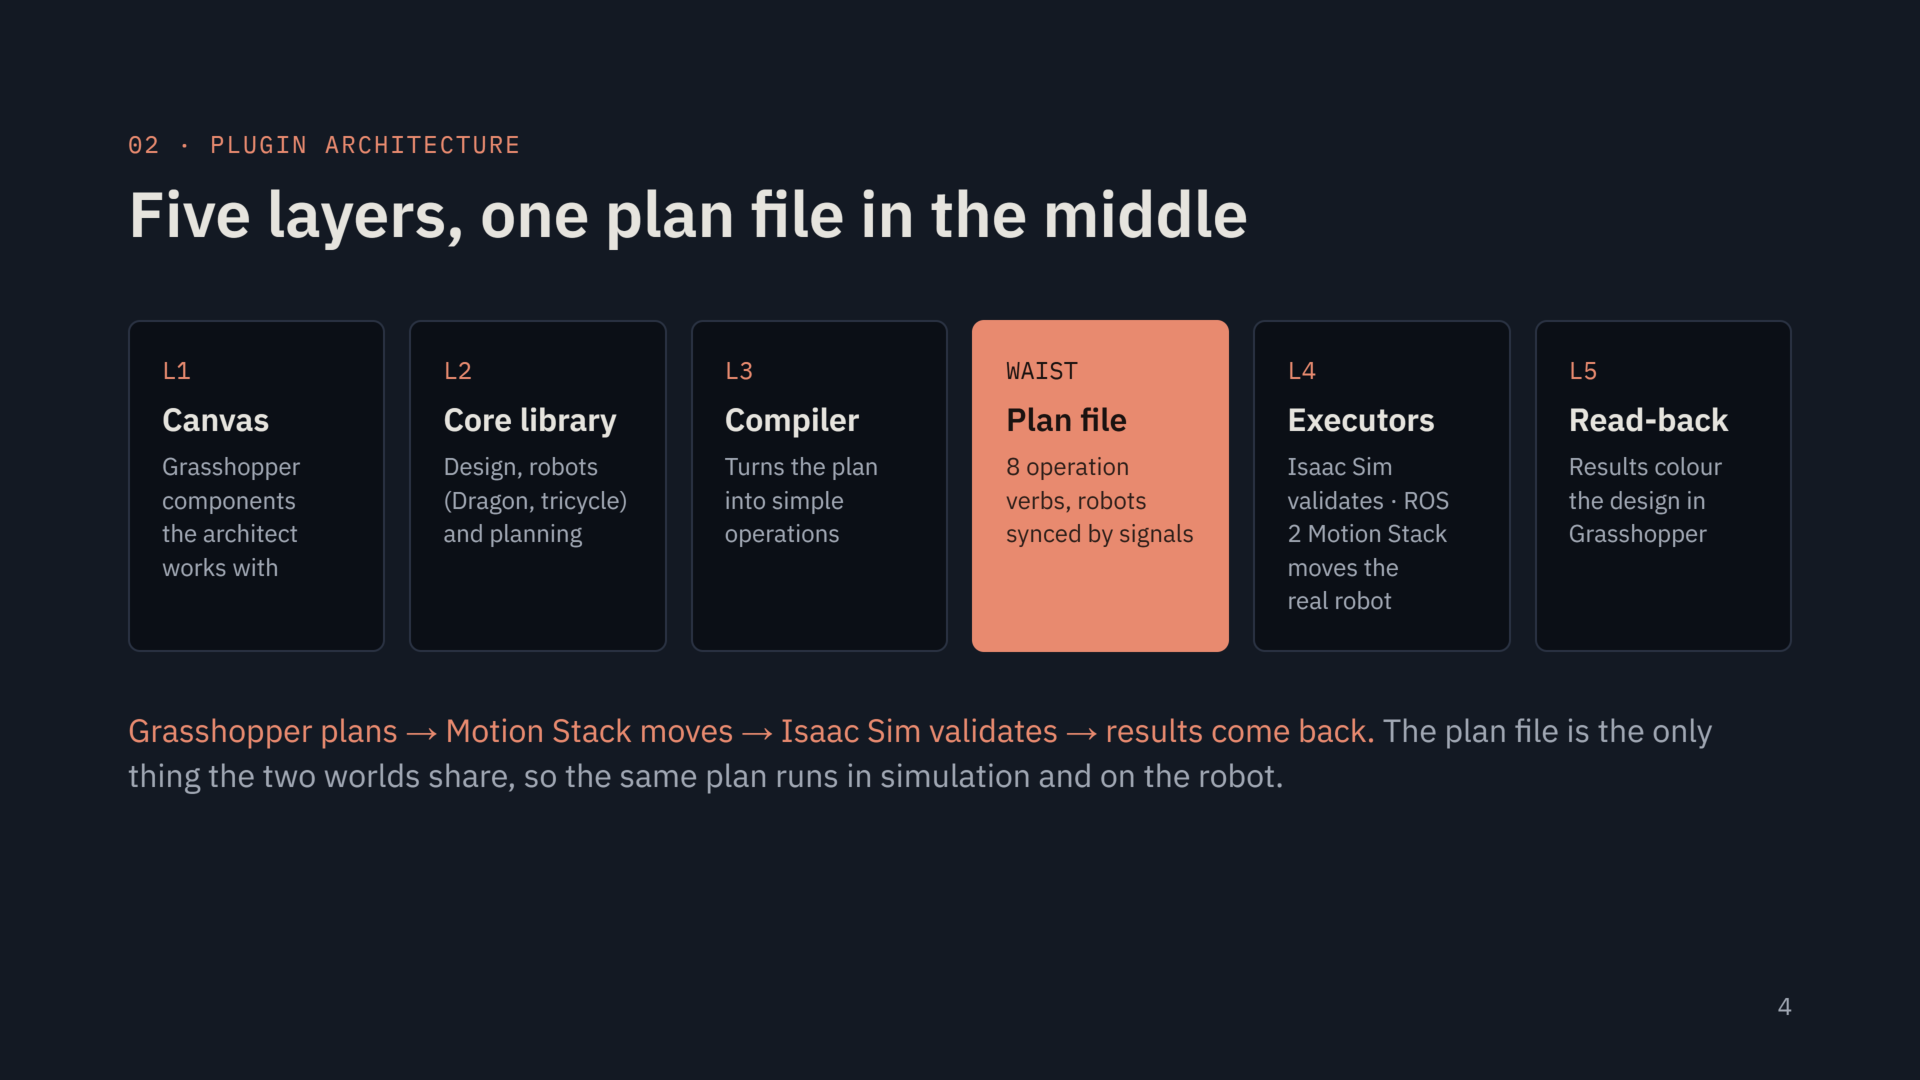 02 · PLUGIN ARCHITECTURE
Five layers, one plan file in the middle
L1
Canvas
Grasshopper
components
the architect
works with
L2
Core library
Design, robots
(Dragon, tricycle)
and planning
L3
Compiler
Turns the plan
into simple
operations
WAIST
Plan file
8 operation
verbs, robots
synced by signals
L4
Executors
Isaac Sim
validates · ROS
2 Motion Stack
moves the
real robot
L5
Read-back
Results colour
the design in
Grasshopper
Grasshopper plans → Motion Stack moves → Isaac Sim validates → results come back. The plan file is the only
thing the two worlds share, so the same plan runs in simulation and on the robot.
4